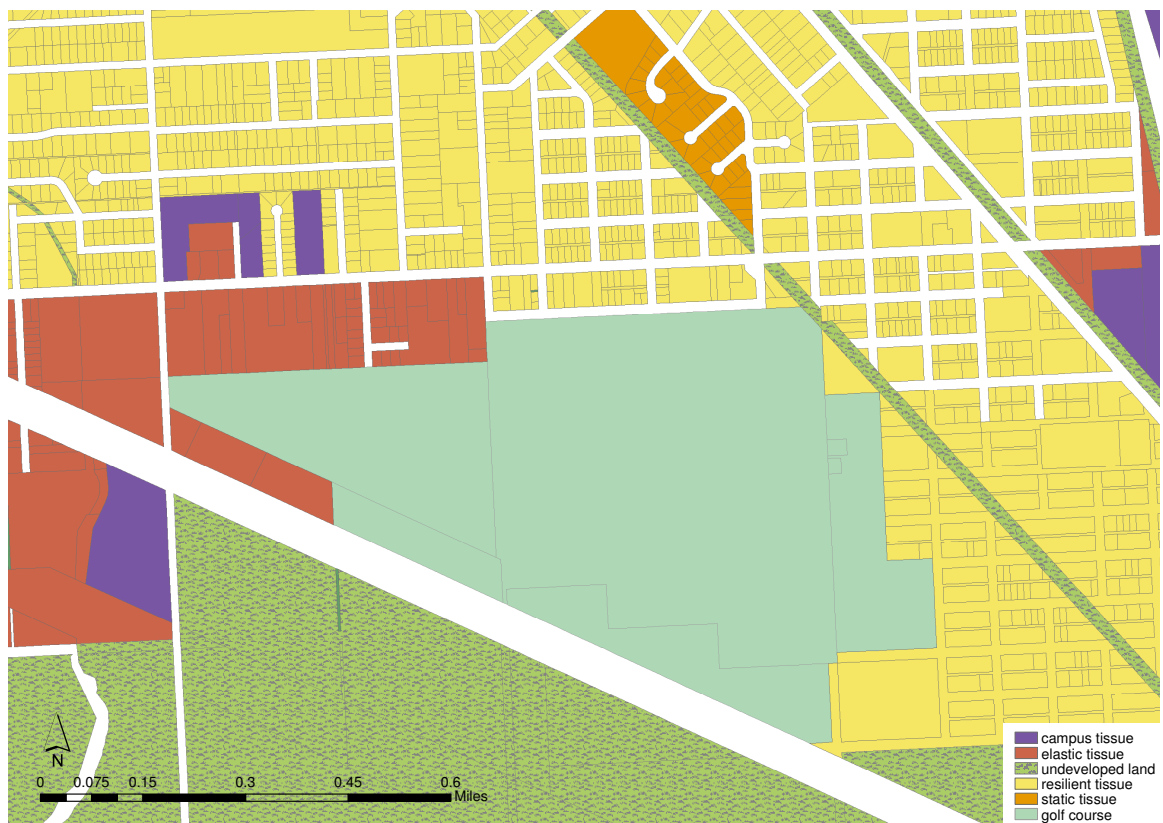 campus tissue
elastic tissue
undeveloped land
resilient tissue
static tissue
golf course
N
0 0.075 0.15 0.3 0.45 0.6
Miles